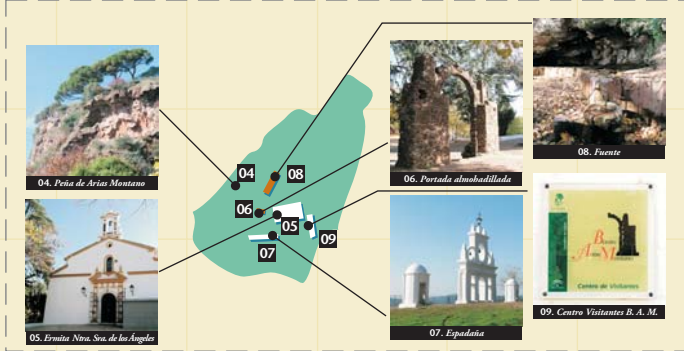 04. Peña de Arias Montano
05. Ermita Ntra. Sra. de los Ángeles
04
08
06
05
07
09
06. Portada almohadillada
07. Espadaña
08. Fuente
Centro de Visitantes
09. Centro Visitantes B. A. M.